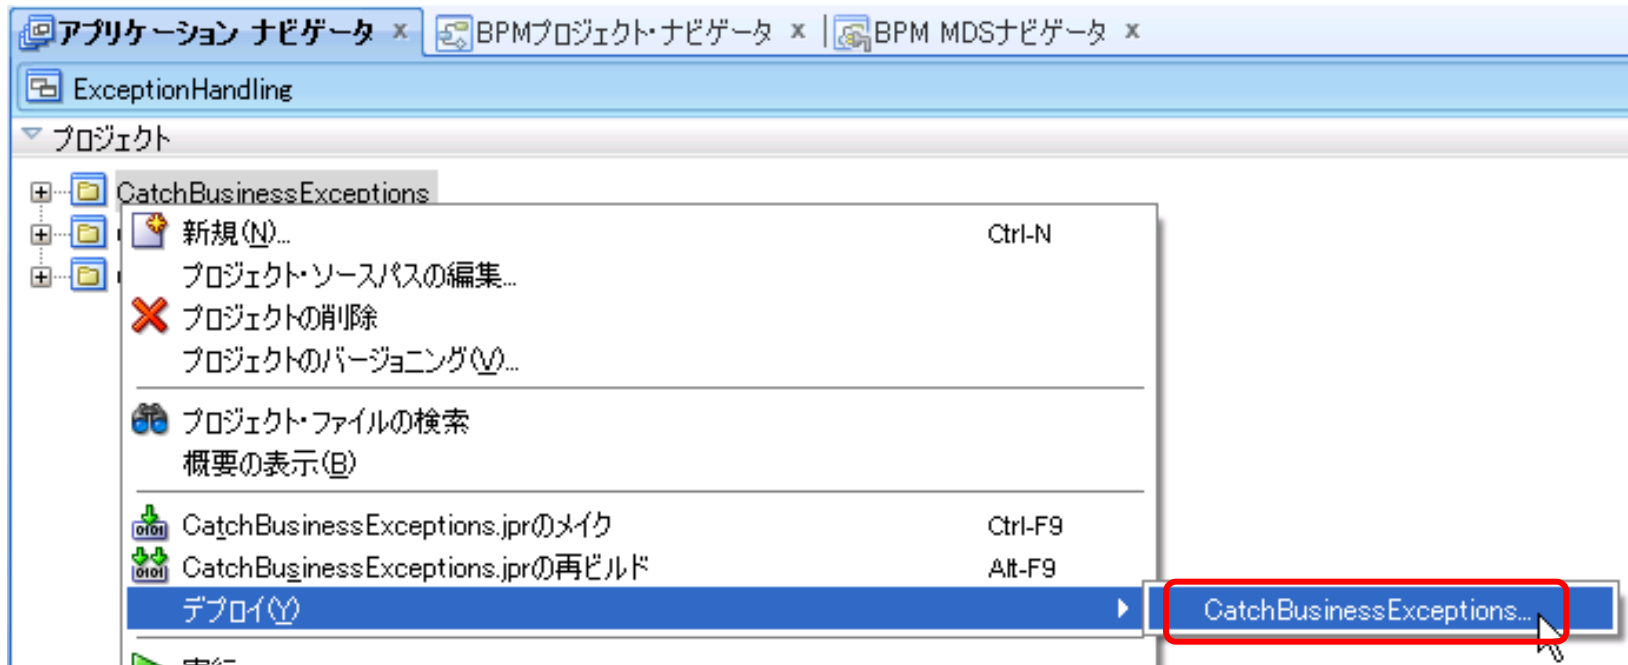 アプリケーション ナビゲータ x BPMプロジェクト・ナビゲータ x BPM MDSナビゲータ x
ExceptionHandling
プロジェクト
CatchBusinessExceptions
新規(N)... Ctrl-N
プロジェクト・ソースパスの編集...
プロジェクトの削除
プロジェクトのバージョニング(V)...
プロジェクト・ファイルの検索
概要の表示(B)
CatchBusinessExceptions.jprのメイク Ctrl-F9
CatchBusinessExceptions.jprの再ビルド Alt-F9
デプロイ(Y) CatchBusinessExceptions...